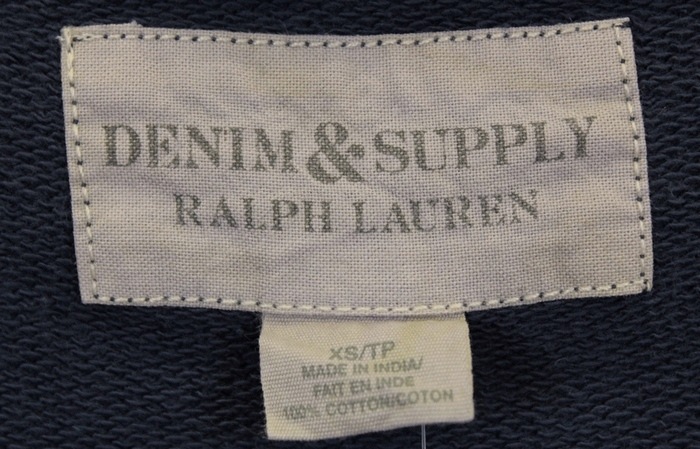 DENIM & SUPPLY
RALPH LAUREN
XS/TP
MADE IN INDIA/
FAIT EN INDE
100% COTTON/COTON